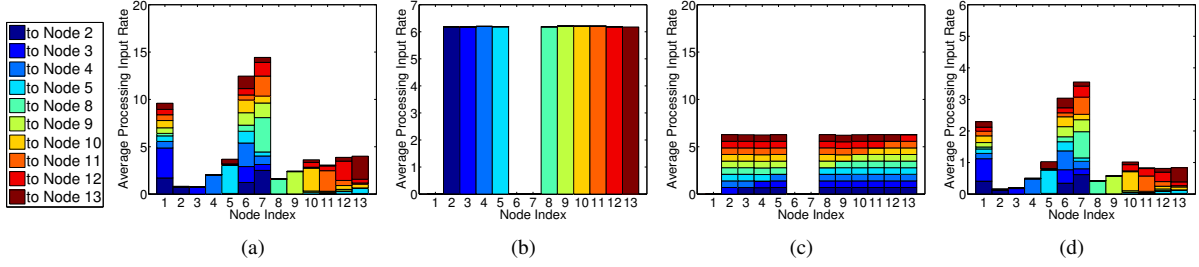 to Node 2
to Node 3
to Node 4
to Node 5
to Node 8
to Node 9
to Node 10
to Node 11
to Node 12
to Node 13
Average Processing Input Rate
20
15
10
5
0
1 2 3 4 5 6 7 8 9 10 11 12 13
Node Index
(a)
Average Processing Input Rate
7
6
5
4
3
2
1
0
1 2 3 4 5 6 7 8 9 10 11 12 13
Node Index
(b)
Average Processing Input Rate
20
15
10
5
0
1 2 3 4 5 6 7 8 9 10 11 12 13
Node Index
(c)
Average Processing Input Rate
6
5
4
3
2
1
0
1 2 3 4 5 6 7 8 9 10 11 12 13
Node Index
(d)